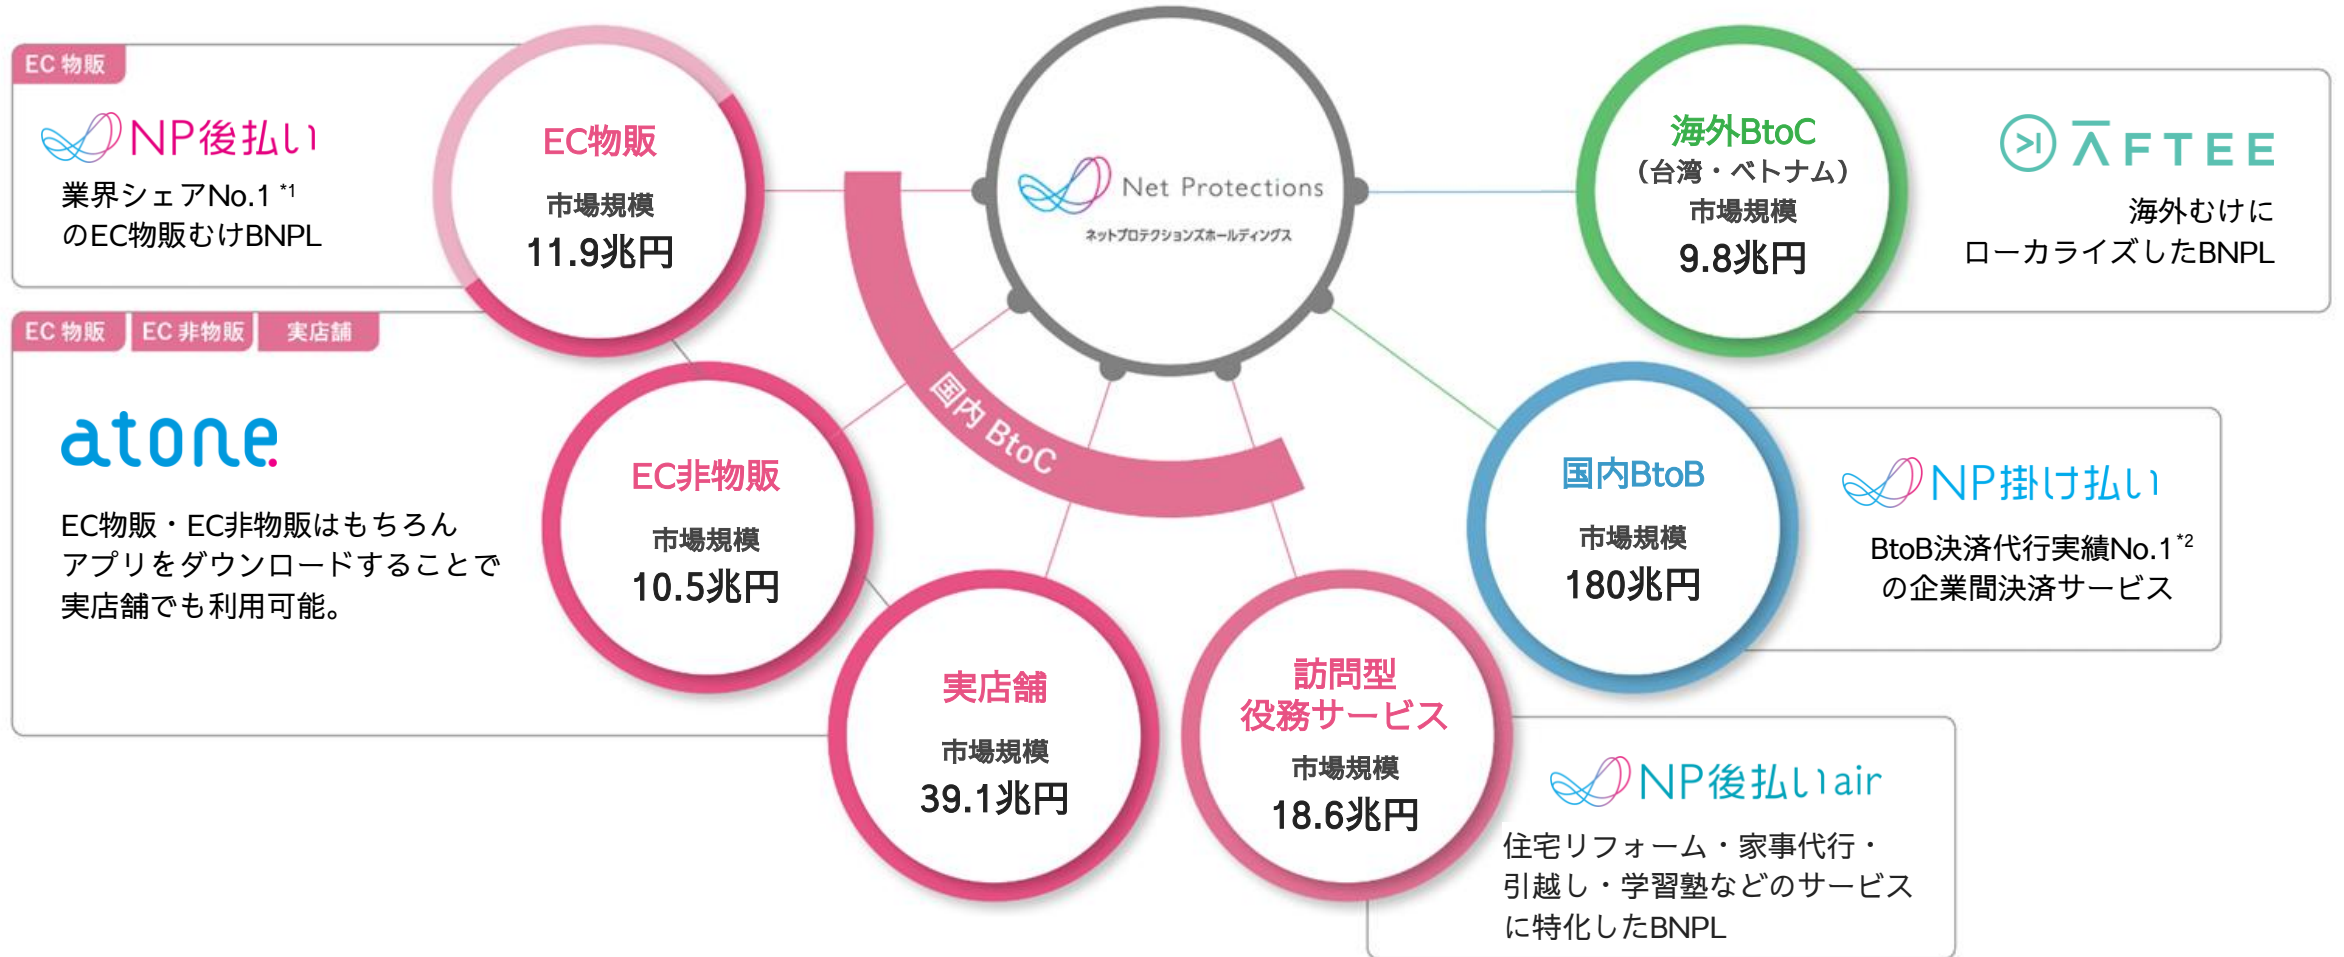 EC 物販
NP後払い
業界シェアNo.1 *1
のEC物販むけBNPL
EC物販
市場規模
11.9兆円
EC 物販
EC 非物販
実店舗
atone
EC物販・EC非物販はもちろん
アプリをダウンロードすることで
実店舗でも利用可能。
EC非物販
市場規模
10.5兆円
実店舗
市場規模
39.1兆円
国内 BtoC
Net Protections
ネットプロテクションズホールディングス
訪問型
役務サービス
市場規模
18.6兆円
NP後払いair
住宅リフォーム・家事代行・
引越し・学習塾などのサービス
に特化したBNPL
国内BtoB
市場規模
180兆円
NP掛け払い
BtoB決済代行実績No.1*2
の企業間決済サービス
海外BtoC
（台湾・ベトナム）
市場規模
9.8兆円
AFTEE
海外むけに
ローカライズしたBNPL